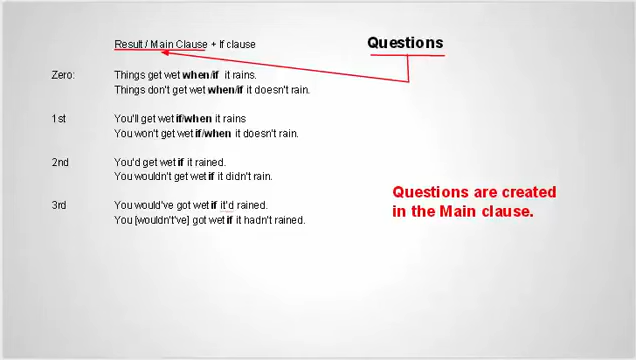 Result / Main Clause + If clause
Questions
Zero: Things get wet when/if it rains.
Things don't get wet when/if it doesn't rain.
1st You'll get wet if/when it rains
You won't get wet if/when it doesn't rain.
2nd You'd get wet if it rained.
You wouldn't get wet if it didn't rain.
3rd You would've got wet if it'd rained.
You [wouldn't've] got wet if it hadn't rained.
Questions are created
in the Main clause.